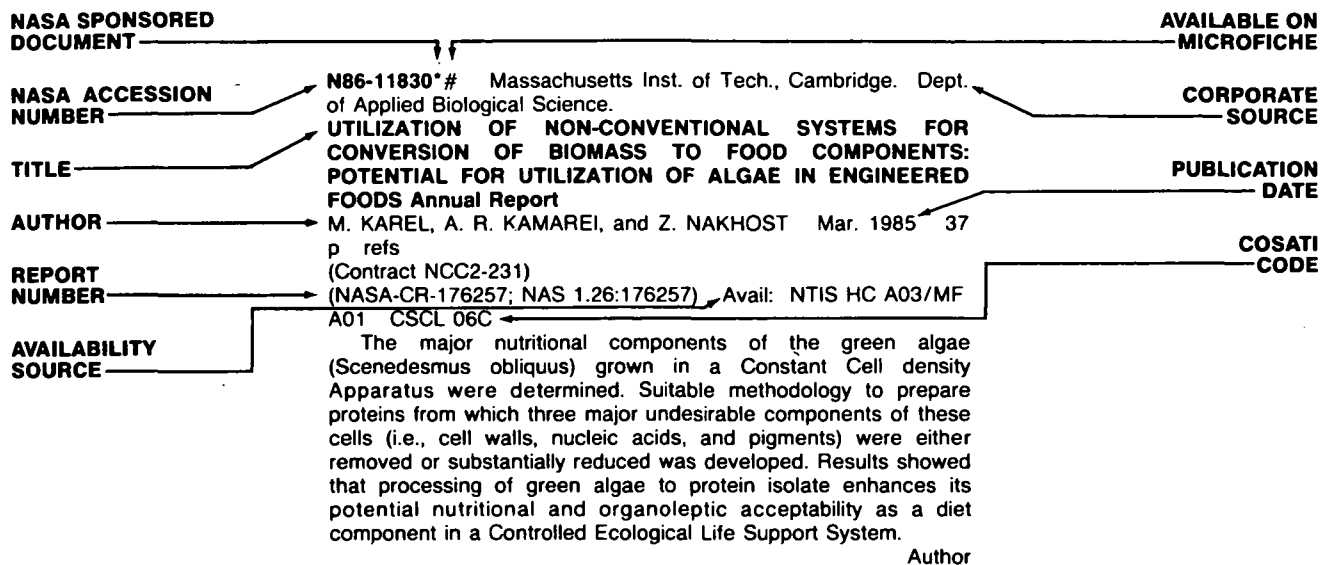 NASA SPONSORED
DOCUMENT
AVAILABLE ON
MICROFICHE
N86-11830*# Massachusetts Inst. of Tech., Cambridge. Dept.
of Applied Biological Science.
NASA ACCESSION
NUMBER
CORPORATE
SOURCE
UTILIZATION OF NON-CONVENTIONAL SYSTEMS FOR
CONVERSION OF BIOMASS TO FOOD COMPONENTS:
POTENTIAL FOR UTILIZATION OF ALGAE IN ENGINEERED
FOODS Annual Report
TITLE
PUBLICATION
DATE
AUTHOR
M. KAREL, A. R. KAMAREI, and Z. NAKHOST Mar. 1985 37
p refs
(Contract NCC2-231)
COSATI
CODE
REPORT
NUMBER
(NASA-CR-176257; NAS 1.26:176257) Avail: NTIS HC A03/MF
A01 CSCL 06C
AVAILABILITY
SOURCE
The major nutritional components of the green algae
(Scenedesmus obliquus) grown in a Constant Cell density
Apparatus were determined. Suitable methodology to prepare
proteins from which three major undesirable components of these
cells (i.e., cell walls, nucleic acids, and pigments) were either
removed or substantially reduced was developed. Results showed
that processing of green algae to protein isolate enhances its
potential nutritional and organoleptic acceptability as a diet
component in a Controlled Ecological Life Support System.
Author